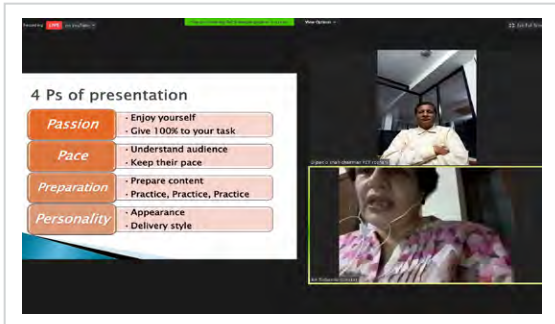 LIVE
View Options
4 Ps of presentation
Passion
• Enjoy yourself
• Give 100% to your task
Pace
• Understand audience
• Keep their pace
Preparation
• Prepare content
• Practice, Practice, Practice
Personality
• Appearance
• Delivery style